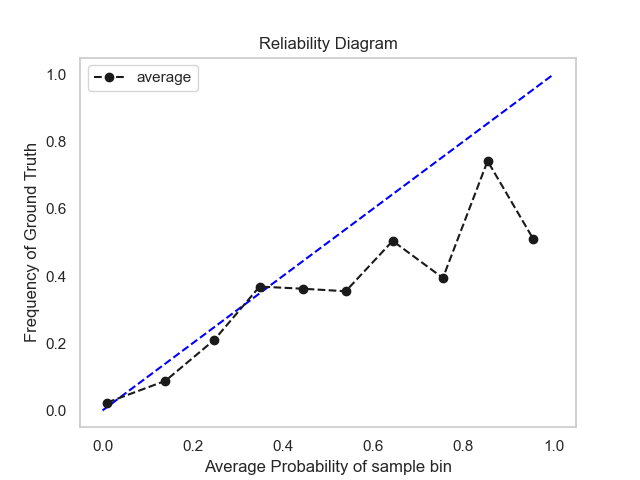 Reliability Diagram
average
Frequency of Ground Truth
1.0
0.8
0.6
0.4
0.2
0.0
0.0 0.2 0.4 0.6 0.8 1.0
Average Probability of sample bin